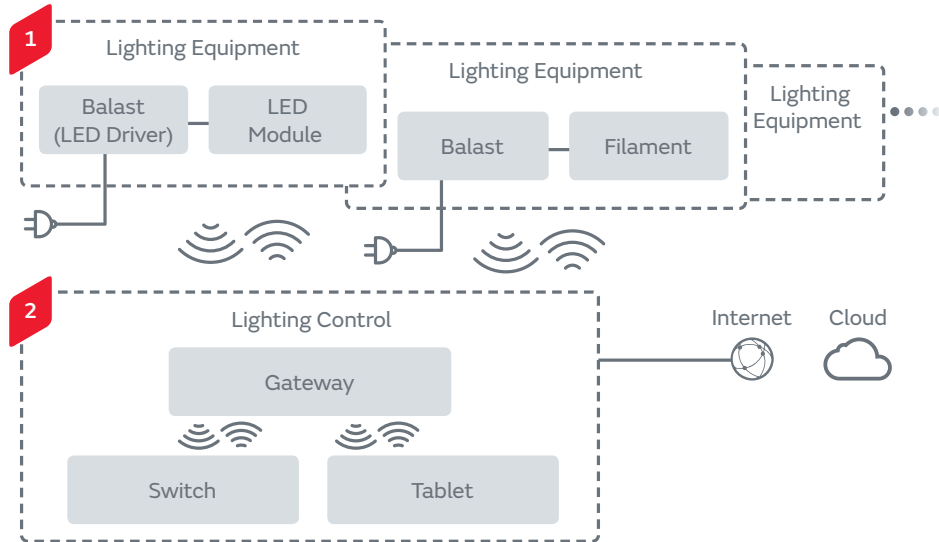 1
Lighting Equipment
Balast
(LED Driver)
LED
Module
Lighting Equipment
Balast
Filament
Lighting
Equipment
2
Lighting Control
Gateway
Switch
Tablet
Internet
Cloud